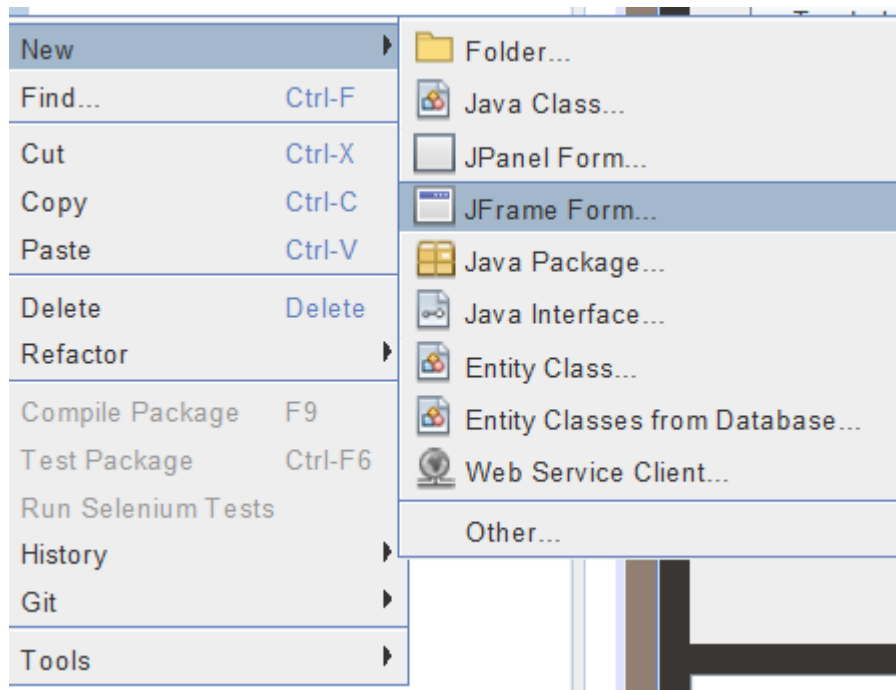 New
Find... Ctrl-F
Cut Ctrl-X
Copy Ctrl-C
Paste Ctrl-V
Delete Delete
Refactor
Compile Package F9
Test Package Ctrl-F6
Run Selenium Tests
History
Git
Tools
Folder...
Java Class...
JPanel Form...
JFrame Form...
Java Package...
Java Interface...
Entity Class...
Entity Classes from Database...
Web Service Client...
Other...